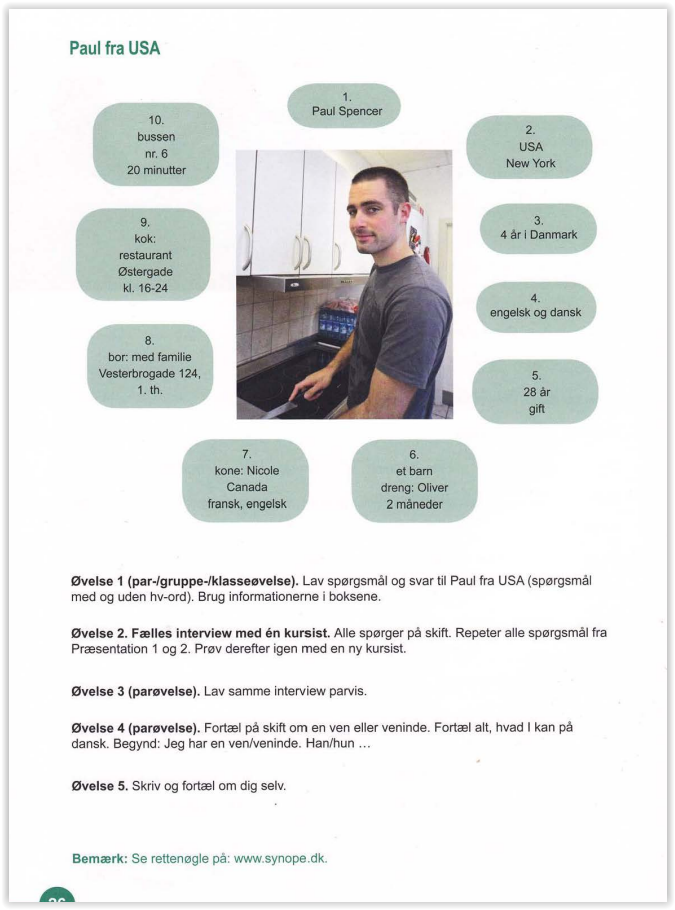 Paul fra USA
1.
Paul Spencer
2.
USA
New York
3.
4 år i Danmark
4.
engelsk og dansk
5.
28 år
gift
6.
et barn
dreng: Oliver
2 måneder
7.
kone: Nicole
Canada
fransk, engelsk
8.
bor: med familie
Vesterbrogade 124,
1. th.
9.
kok:
restaurant
Østergade
kl. 16-24
10.
bussen
nr. 6
20 minutter
Øvelse 1 (par-/gruppe-/klasseøvelse). Lav spørgsmål og svar til Paul fra USA (spørgsmål
med og uden hv-ord). Brug informationerne i boksene.
Øvelse 2. Fælles interview med én kursist. Alle spørger på skift. Repeter alle spørgsmål fra
Præsentation 1 og 2. Prøv derefter igen med en ny kursist.
Øvelse 3 (parøvelse). Lav samme interview parvis.
Øvelse 4 (parøvelse). Fortæl på skift om en ven eller veninde. Fortæl alt, hvad I kan på
dansk. Begynd: Jeg har en ven/veninde. Han/hun …
Øvelse 5. Skriv og fortæl om dig selv.
Bemærk: Se rettenøgle på: www.synope.dk.